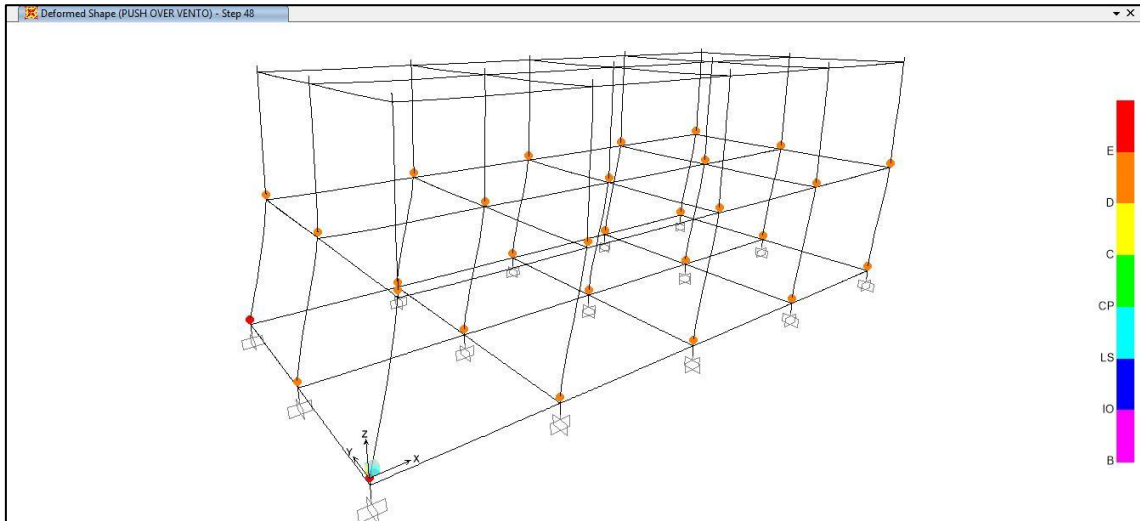 Deformed Shape (PUSH OVER VENTO) - Step 48
E
D
C
CP
LS
IO
B
Z
Y
X